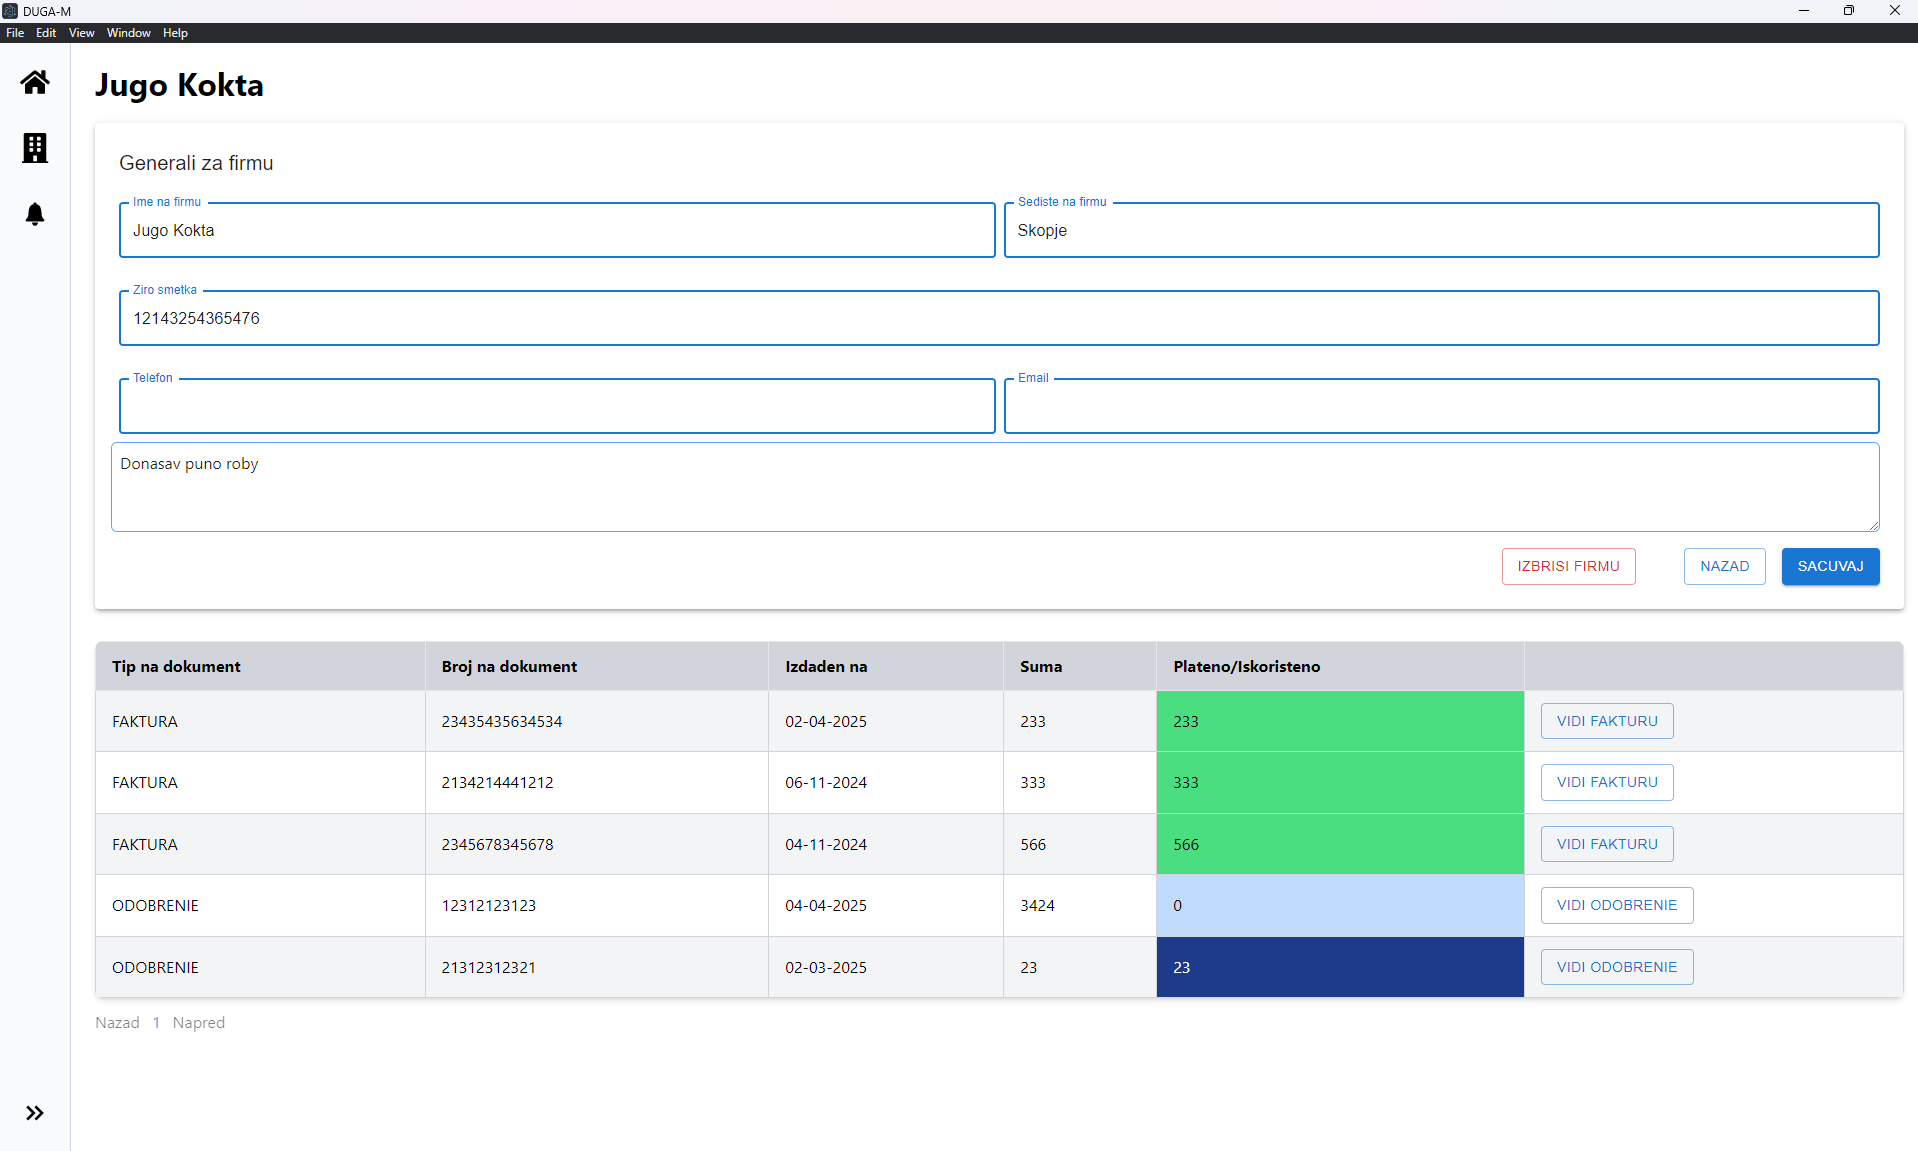 DUGA-M
File Edit View Window Help
Jugo Kokta
Generali za firmu
Ime na firmu Sediste na firmu
Jugo Kokta Skopje
Ziro smetka
12143254365476
Telefon Email
Donasav puno roby
IZBRISI FIRMU NAZAD SACUVAJ
Tip na dokument Broj na dokument Izdaden na Suma Plateno/Iskoristeno
FAKTURA 23435435634534 02-04-2025 233 233 VIDI FAKTURU
FAKTURA 2134214441212 06-11-2024 333 333 VIDI FAKTURU
FAKTURA 2345678345678 04-11-2024 566 566 VIDI FAKTURU
ODOBRENIE 12312123123 04-04-2025 3424 0 VIDI ODOBRENIE
ODOBRENIE 21312312321 02-03-2025 23 23 VIDI ODOBRENIE
Nazad 1 Napred